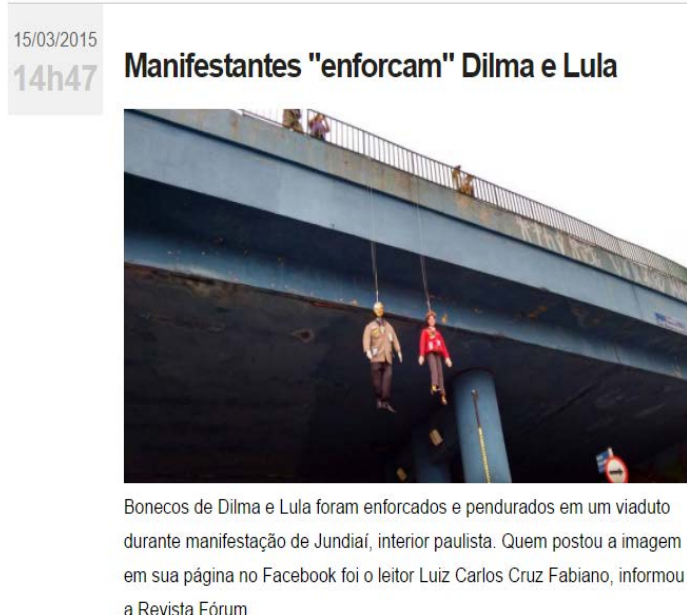 15/03/2015
14h47
Manifestantes "enforcam" Dilma e Lula
Bonecos de Dilma e Lula foram enforcados e pendurados em um viaduto
durante manifestação de Jundiaí, interior paulista. Quem postou a imagem
em sua página no Facebook foi o leitor Luiz Carlos Cruz Fabiano, informou
a Revista Fórum